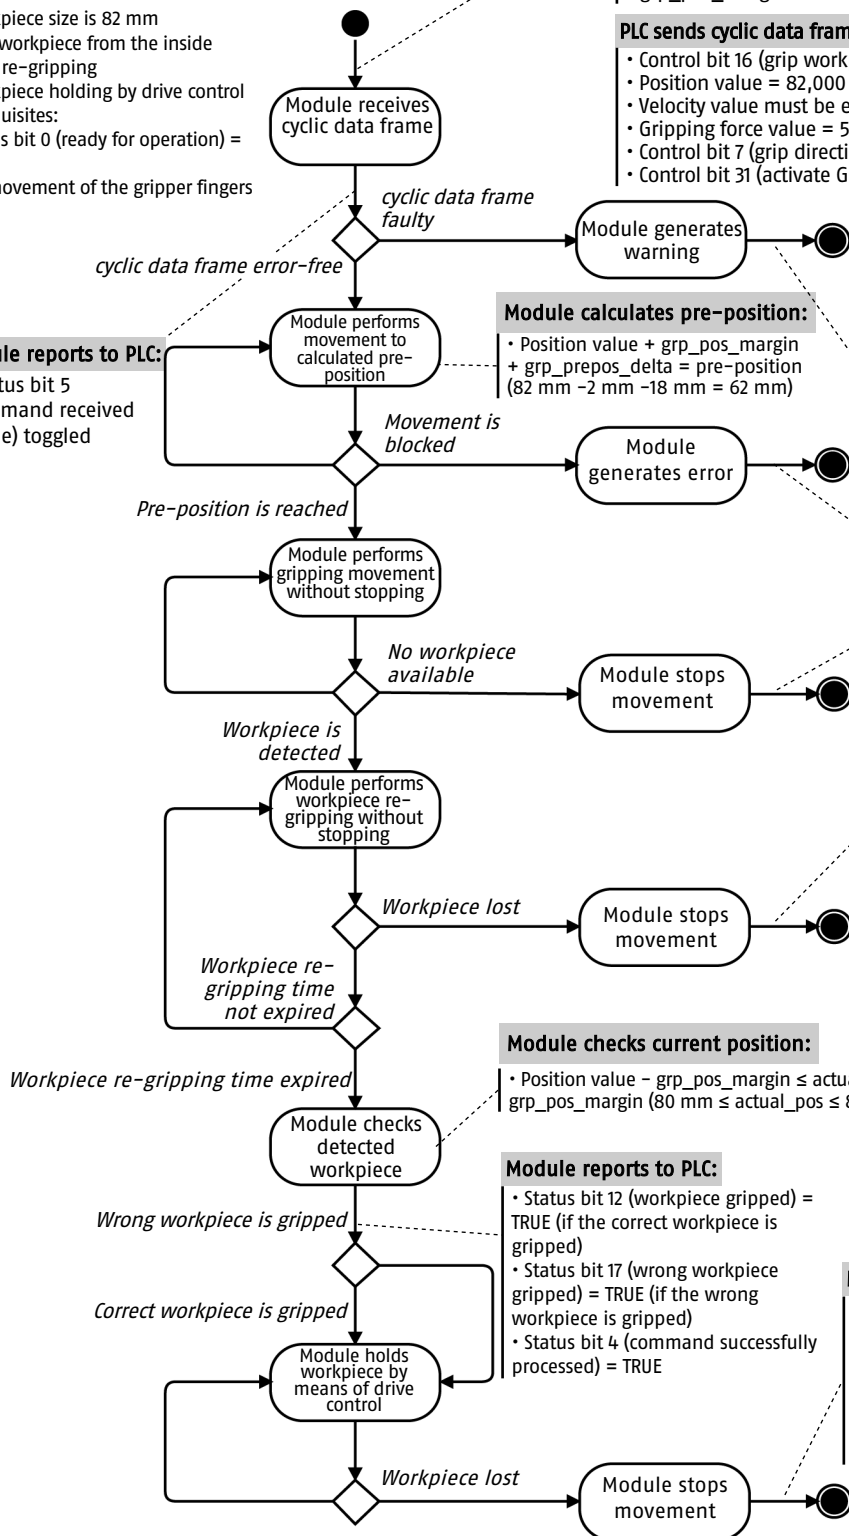 kpiece size is 82 mm
workpiece from the inside
re-gripping
kpiece holding by drive control
uisites:
s bit 0 (ready for operation) =
movement of the gripper fingers
PLC sends cyclic data fram
• Control bit 16 (grip work
• Position value = 82,000
• Velocity value must be e
• Gripping force value = 5
• Control bit 7 (grip directi
• Control bit 31 (activate G
Module receives
cyclic data frame
cyclic data frame
faulty
Module generates
warning
cyclic data frame error-free
Module performs
movement to
calculated pre-
position
Module calculates pre-position:
• Position value + grp_pos_margin
+ grp_prepos_delta = pre-position
(82 mm -2 mm -18 mm = 62 mm)
ule reports to PLC:
tus bit 5
mand received
e) toggled
Movement is
blocked
Module
generates error
Pre-position is reached
Module performs
gripping movement
without stopping
No workpiece
available
Module stops
movement
Workpiece is
detected
Module performs
workpiece re-
gripping without
stopping
Workpiece lost
Module stops
movement
Workpiece re-
gripping time
not expired
Workpiece re-gripping time expired
Module checks current position:
• Position value - grp_pos_margin ≤ actu
grp_pos_margin (80 mm ≤ actual_pos ≤ 8
Module checks
detected
workpiece
Module reports to PLC:
• Status bit 12 (workpiece gripped) =
TRUE (if the correct workpiece is
gripped)
• Status bit 17 (wrong workpiece
gripped) = TRUE (if the wrong
workpiece is gripped)
• Status bit 4 (command successfully
processed) = TRUE
Wrong workpiece is gripped
Correct workpiece is gripped
Module holds
workpiece by
means of drive
control
Workpiece lost
Module stops
movement